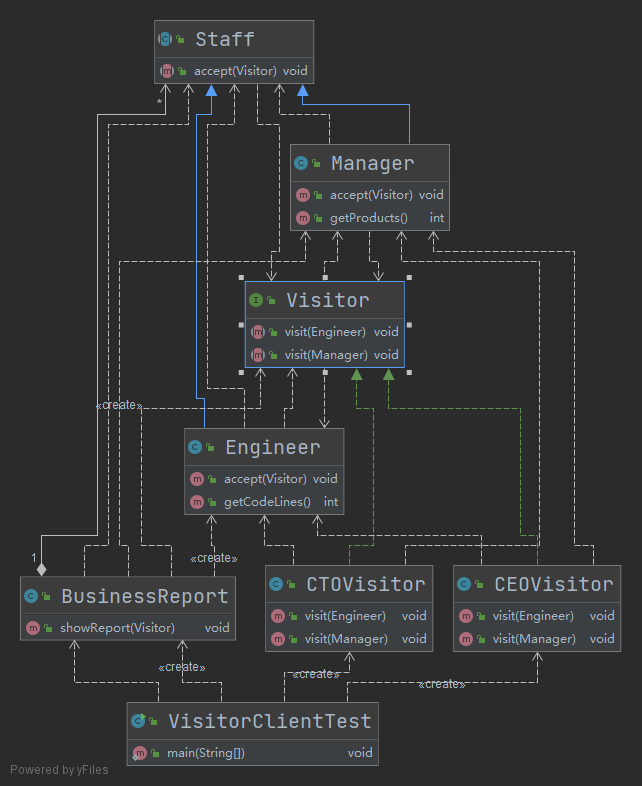 Staff
accept(Visitor) void
*
Manager
accept(Visitor) void
getProducts() int
Visitor
visit(Engineer) void
visit(Manager) void
«create»
Engineer
accept(Visitor) void
getCodeLines() int
1
«create»
BusinessReport
showReport(Visitor) void
CTOVisitor
visit(Engineer) void
visit(Manager) void
CEOVisitor
visit(Engineer) void
visit(Manager) void
«create»
«create»
«create»
VisitorClientTest
main(String[]) void
Powered by yFiles